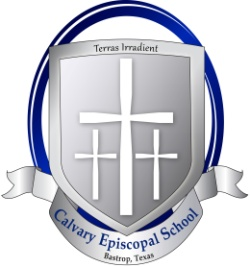 Terras Irradient
Calvary Episcopal School
Bastrop, Texas